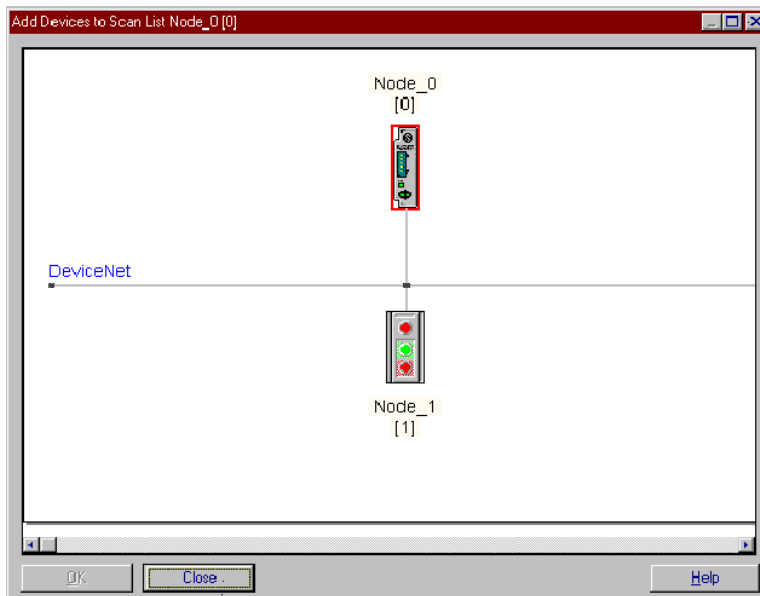 Add Devices to Scan List Node_0 [0]
Node_0
[0]
DeviceNet
Node_1
[1]
OK
Close
Help